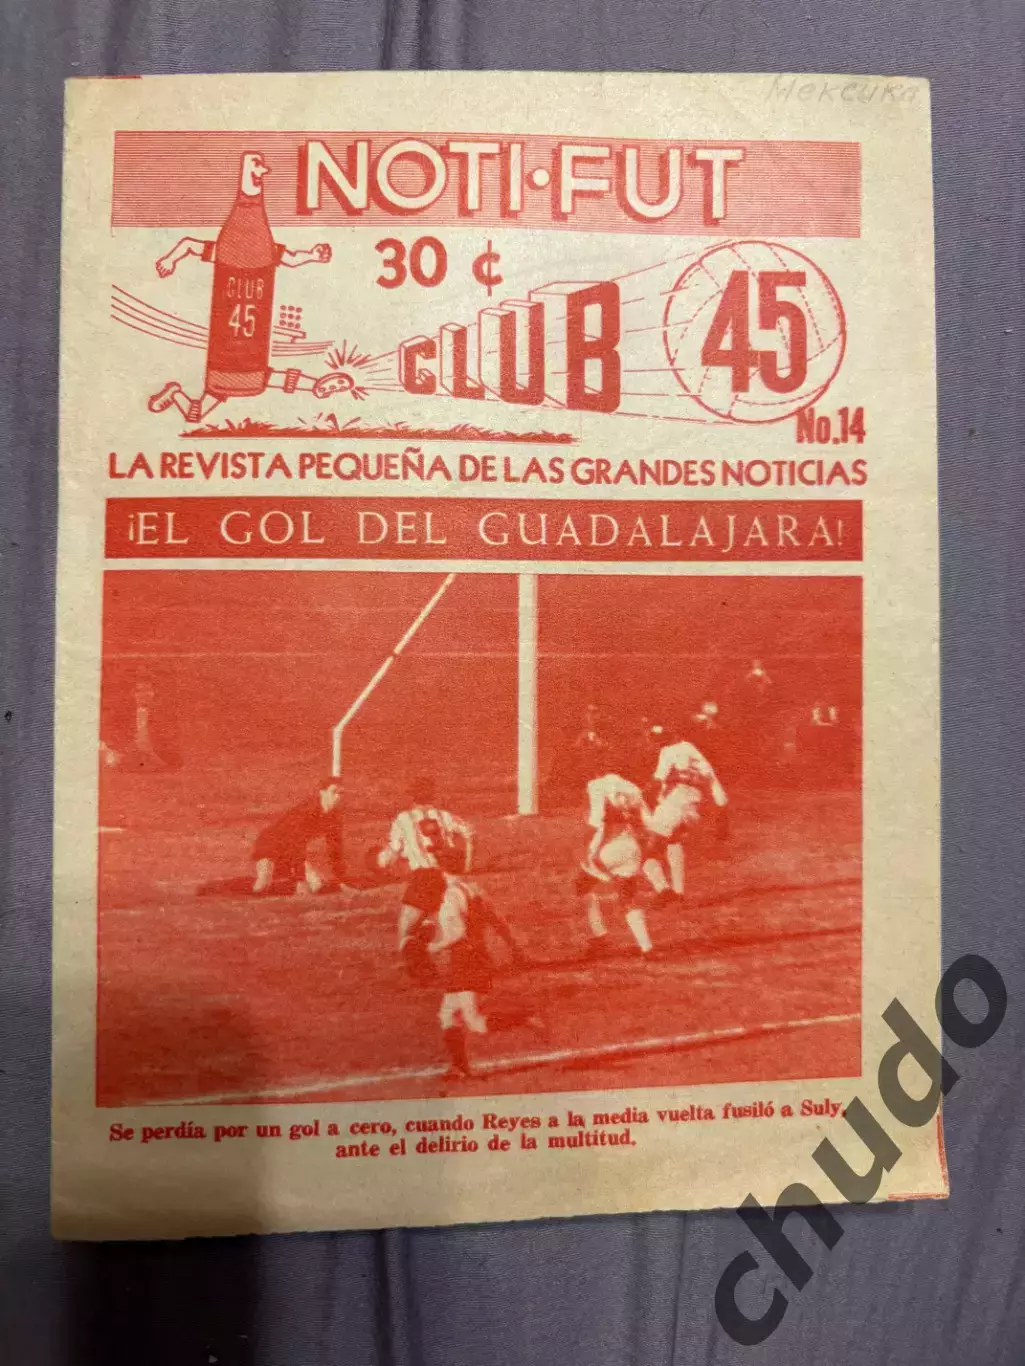 Мексика
NOTI·FUT
30 ¢
CLUB 45
CLUB
45
No.14
LA REVISTA PEQUEÑA DE LAS GRANDES NOTICIAS
¡EL GOL DEL GUADALAJARA!
Se perdía por un gol a cero, cuando Reyes a la media vuelta fusiló a Suly,
ante el delirio de la multitud.
chudo